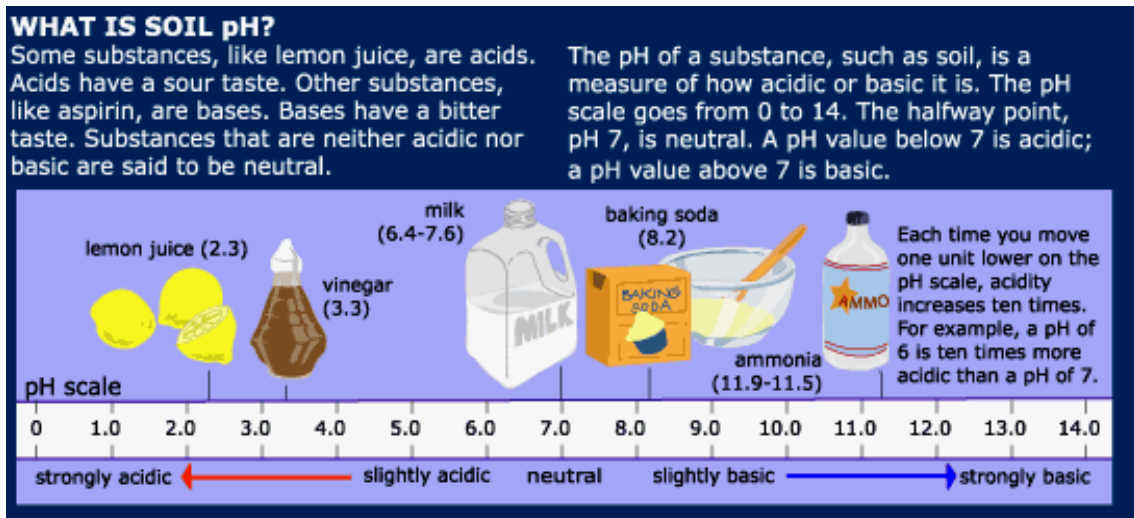 WHAT IS SOIL pH?
Some substances, like lemon juice, are acids.
Acids have a sour taste. Other substances,
like aspirin, are bases. Bases have a bitter
taste. Substances that are neither acidic nor
basic are said to be neutral.
The pH of a substance, such as soil, is a
measure of how acidic or basic it is. The pH
scale goes from 0 to 14. The halfway point,
pH 7, is neutral. A pH value below 7 is acidic;
a pH value above 7 is basic.
lemon juice (2.3)
vinegar
(3.3)
milk
(6.4-7.6)
MILK
baking soda
(8.2)
BAKING
SODA
ammonia
(11.9-11.5)
AMMO
Each time you move
one unit lower on the
pH scale, acidity
increases ten times.
For example, a pH of
6 is ten times more
acidic than a pH of 7.
pH scale
0 1.0 2.0 3.0 4.0 5.0 6.0 7.0 8.0 9.0 10.0 11.0 12.0 13.0 14.0
strongly acidic slightly acidic neutral slightly basic strongly basic